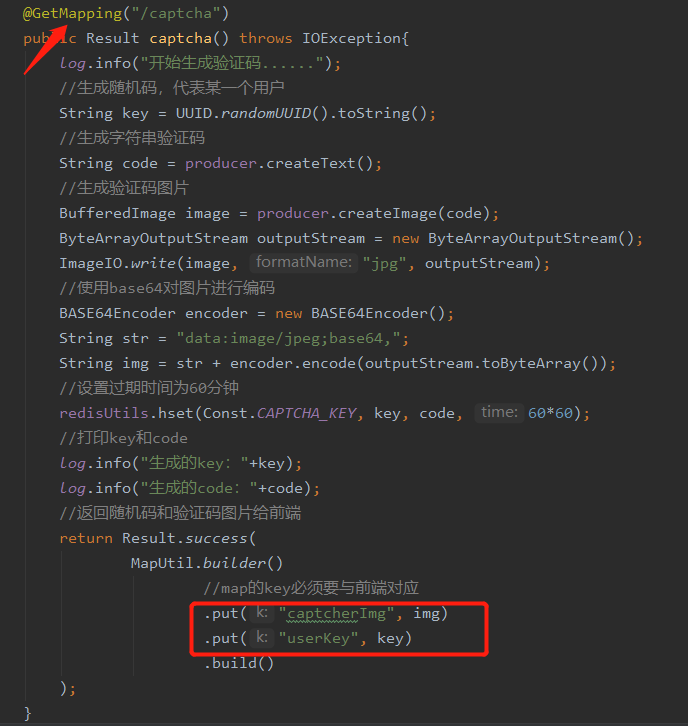 @GetMapping("/captcha")
public Result captcha() throws IOException{
log.info("开始生成验证码......");
//生成随机码，代表某一个用户
String key = UUID.randomUUID().toString();
//生成字符串验证码
String code = producer.createText();
//生成验证码图片
BufferedImage image = producer.createImage(code);
ByteArrayOutputStream outputStream = new ByteArrayOutputStream();
ImageIO.write(image, formatName: "jpg", outputStream);
//使用base64对图片进行编码
BASE64Encoder encoder = new BASE64Encoder();
String str = "data:image/jpeg;base64,";
String img = str + encoder.encode(outputStream.toByteArray());
//设置过期时间为60分钟
redisUtils.hset(Const.CAPTCHA_KEY, key, code, time: 60*60);
//打印key和code
log.info("生成的key："+key);
log.info("生成的code："+code);
//返回随机码和验证码图片给前端
return Result.success(
MapUtil.builder()
//map的key必须要与前端对应
.put( k: "captcherImg", img)
.put( k: "userKey", key)
.build()
);
}